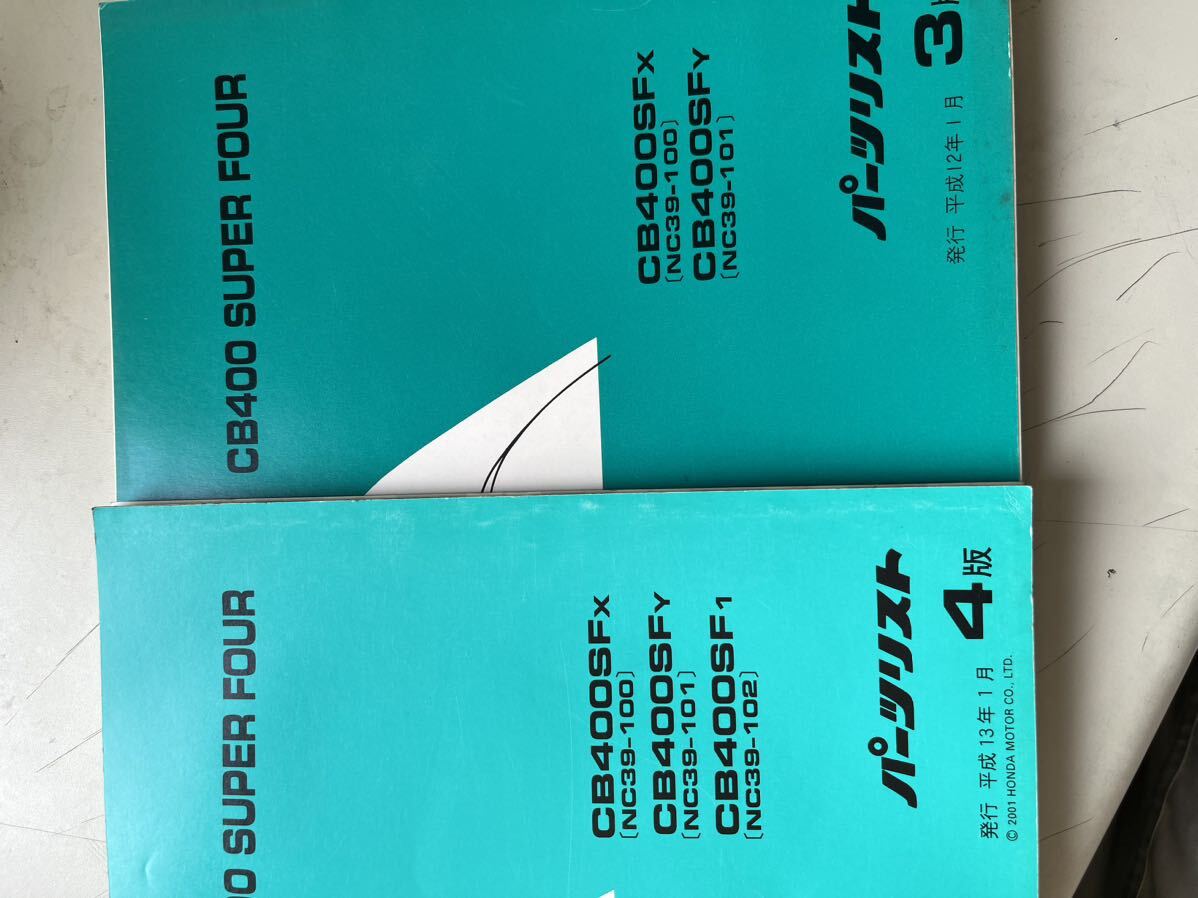 CB400 SUPER FOUR
CB400SFX
〔NC39-100〕
CB400SFY
〔NC39-101〕
パーツリスト
3版
発行 平成12年1月
00 SUPER FOUR
CB400SFX
〔NC39-100〕
CB400SFY
〔NC39-101〕
CB400SF1
〔NC39-102〕
パーツリスト
4版
発行 平成13年1月
© 2001 HONDA MOTOR CO., LTD.